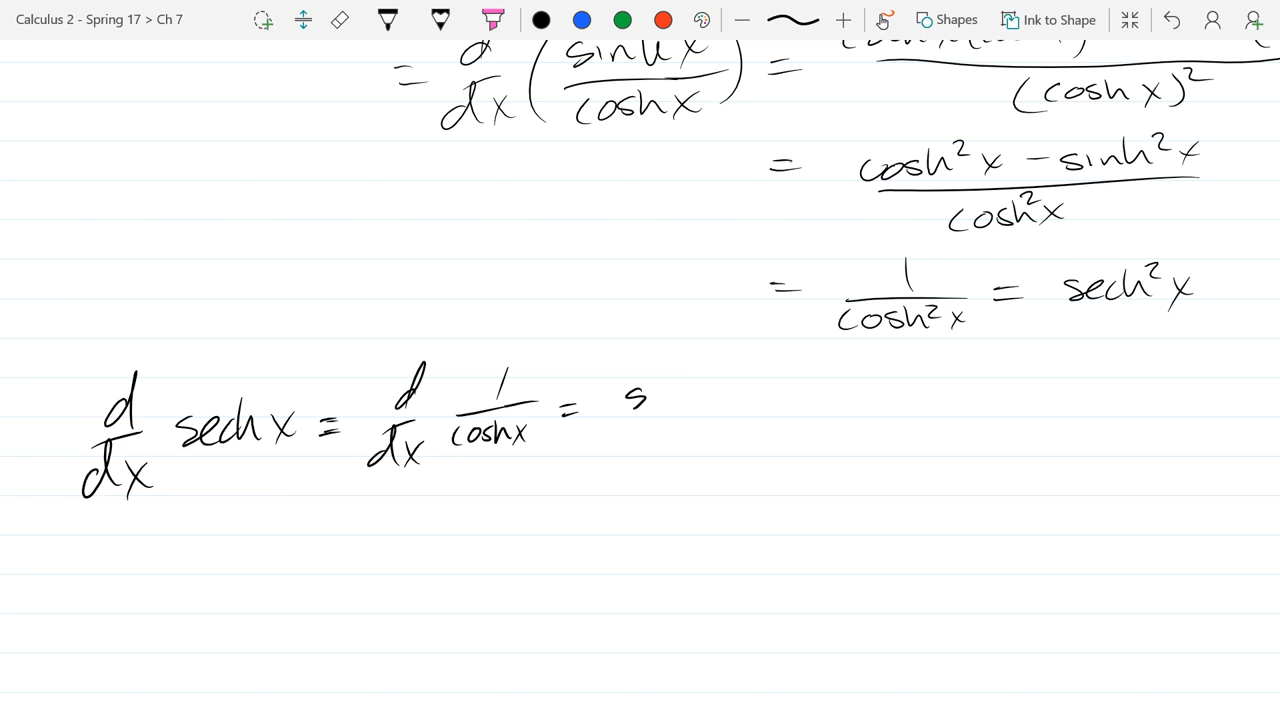 Calculus 2 - Spring 17 > Ch 7 Shapes Ink to Shape
= d/dx ( sinh x / cosh x ) = / (cosh x)²
= cosh² x − sinh² x / cosh² x
= 1 / cosh² x = sech² x
d/dx sech x = d/dx 1 / cosh x = s